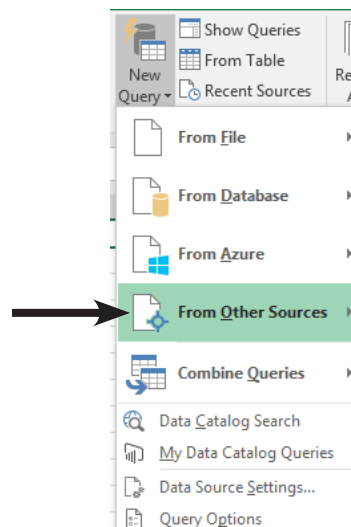 Show Queries
From Table
Recent Sources
New
Query
Re
From File
From Database
From Azure
From Other Sources
Combine Queries
Data Catalog Search
My Data Catalog Queries
Data Source Settings...
Query Options